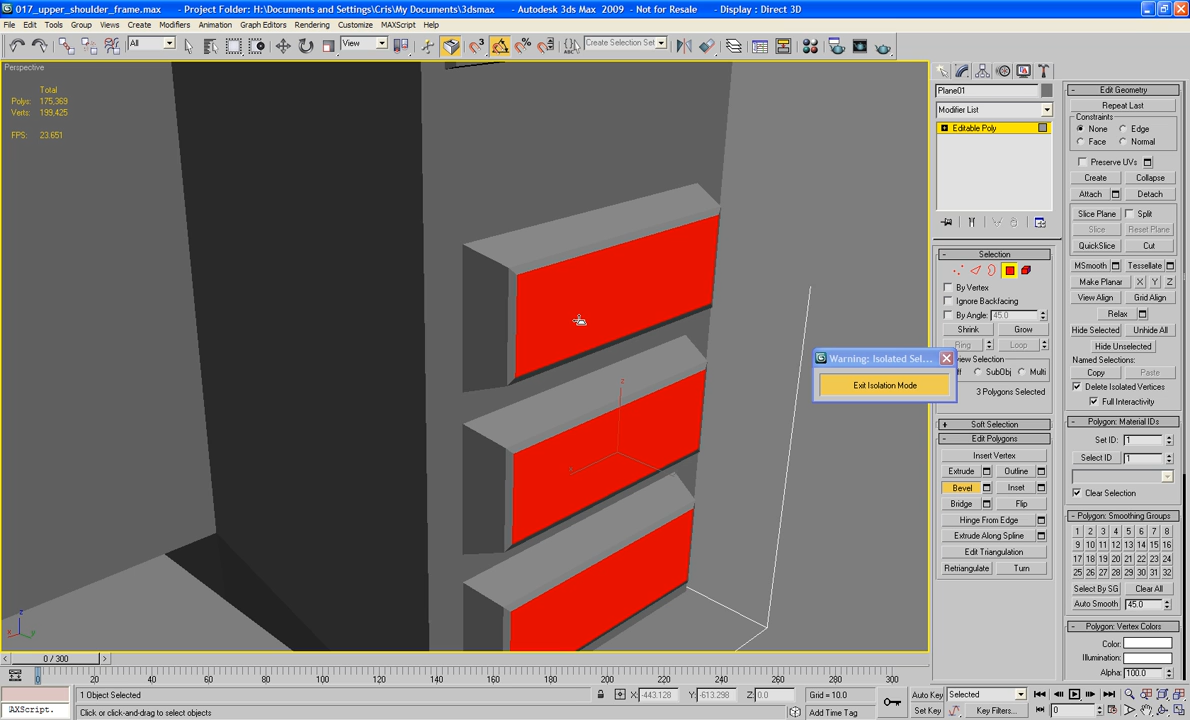 017_upper_shoulder_frame.max - Project Folder: H:\Documents and Settings\Cris\My Documents\3dsmax - Autodesk 3ds Max 2009 - Not for Resale - Display : Direct 3D
File Edit Tools Group Views Create Modifiers Animation Graph Editors Rendering Customize MAXScript Help
All View Create Selection Set
Perspective
Total
Polys: 175,369
Verts: 199,425
FPS: 23.651
Plane01
Modifier List
Editable Poly
Selection
By Vertex
Ignore Backfacing
By Angle: 45.0
Shrink Grow
Ring Loop
view Selection
ff SubObj Multi
3 Polygons Selected
Soft Selection
Edit Polygons
Insert Vertex
Extrude Outline
Bevel Inset
Bridge Flip
Hinge From Edge
Extrude Along Spline
Edit Triangulation
Retriangulate Turn
Edit Geometry
Repeat Last
Constraints
None Edge
Face Normal
Preserve UVs
Create Collapse
Attach Detach
Slice Plane Split
Slice Reset Plane
QuickSlice Cut
MSmooth Tessellate
Make Planar X Y Z
View Align Grid Align
Relax
Hide Selected Unhide All
Hide Unselected
Named Selections:
Copy Paste
Delete Isolated Vertices
Full Interactivity
Polygon: Material IDs
Set ID: 1
Select ID 1
Clear Selection
Polygon: Smoothing Groups
1 2 3 4 5 6 7 8
9 10 11 12 13 14 15 16
17 18 19 20 21 22 23 24
25 26 27 28 29 30 31 32
Select By SG Clear All
Auto Smooth 45.0
Polygon: Vertex Colors
Color:
Illumination:
Alpha: 100.0
Warning: Isolated Sel...
Exit Isolation Mode
z
x
z
x y
0 / 300
0 20 40 60 80 100 120 140 160 180 200 220 240 260 280 300
1 Object Selected X: -443.128 Y: -613.298 Z: 0.0 Grid = 10.0 Auto Key Selected
AXScript. Click or click-and-drag to select objects Add Time Tag Set Key Key Filters... 0